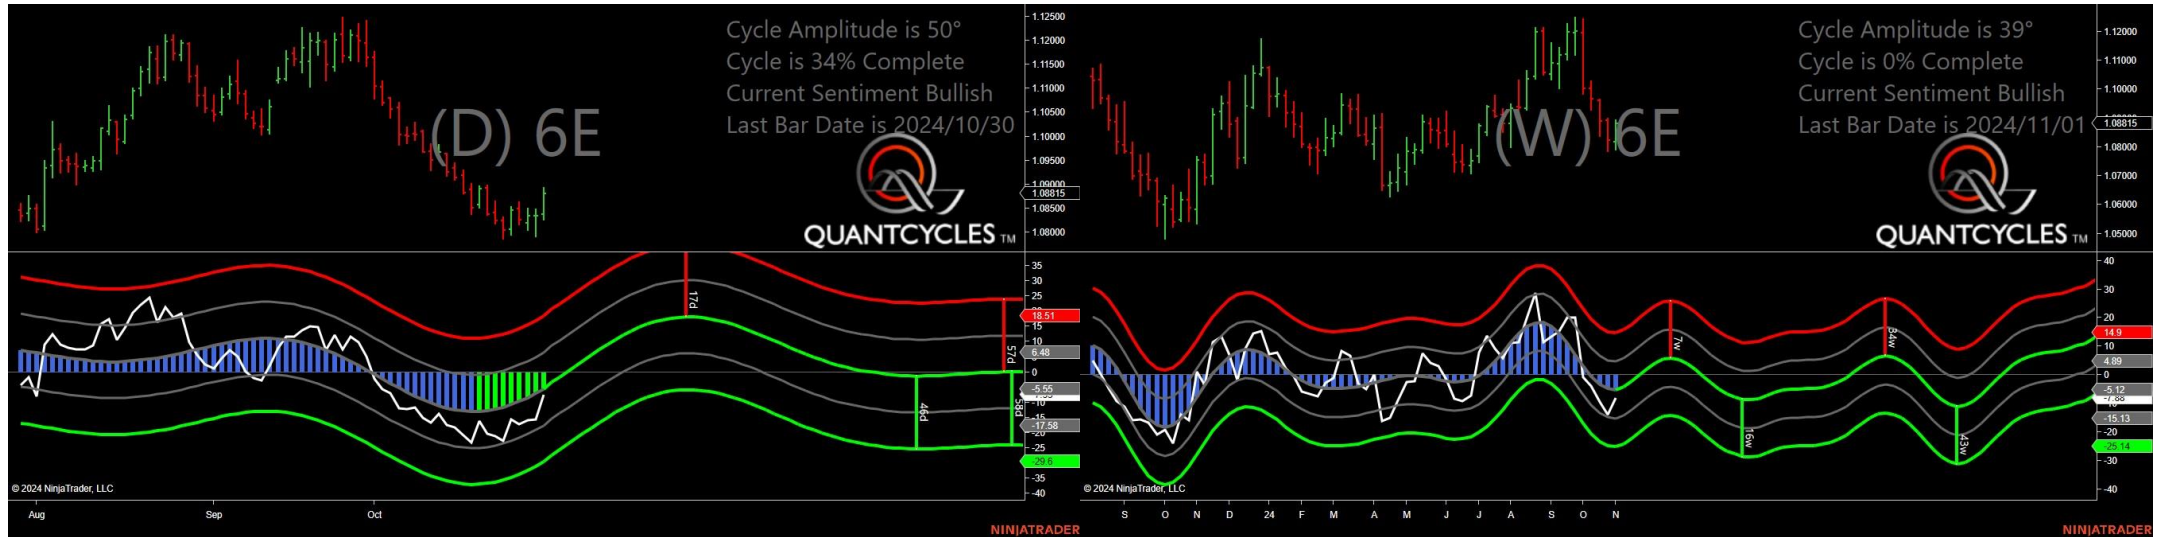 Cycle Amplitude is 50°
Cycle is 34% Complete
Current Sentiment Bullish
Last Bar Date is 2024/10/30
(D) 6E
QUANTCYCLES TM
1.12500
1.12000
1.11500
1.11000
1.10500
1.10000
1.09500
1.09000
1.08815
1.08500
1.08000
17d
46d
57d
58d
35
30
25
18.51
15
10
6.48
0
-5.55
-10
-15
-17.58
-20
-25
-29.6
-35
-40
© 2024 NinjaTrader, LLC
Aug Sep Oct
NINJATRADER
Cycle Amplitude is 39°
Cycle is 0% Complete
Current Sentiment Bullish
Last Bar Date is 2024/11/01
(W) 6E
QUANTCYCLES TM
1.12000
1.11000
1.10000
1.08815
1.08000
1.07000
1.06000
1.05000
7w
16w
34w
43w
40
30
20
14.9
10
4.89
0
-5.12
-7.88
-15.13
-20
-25.14
-30
-40
© 2024 NinjaTrader, LLC
S O N D 24 F M A M J J A S O N
NINJATRADER